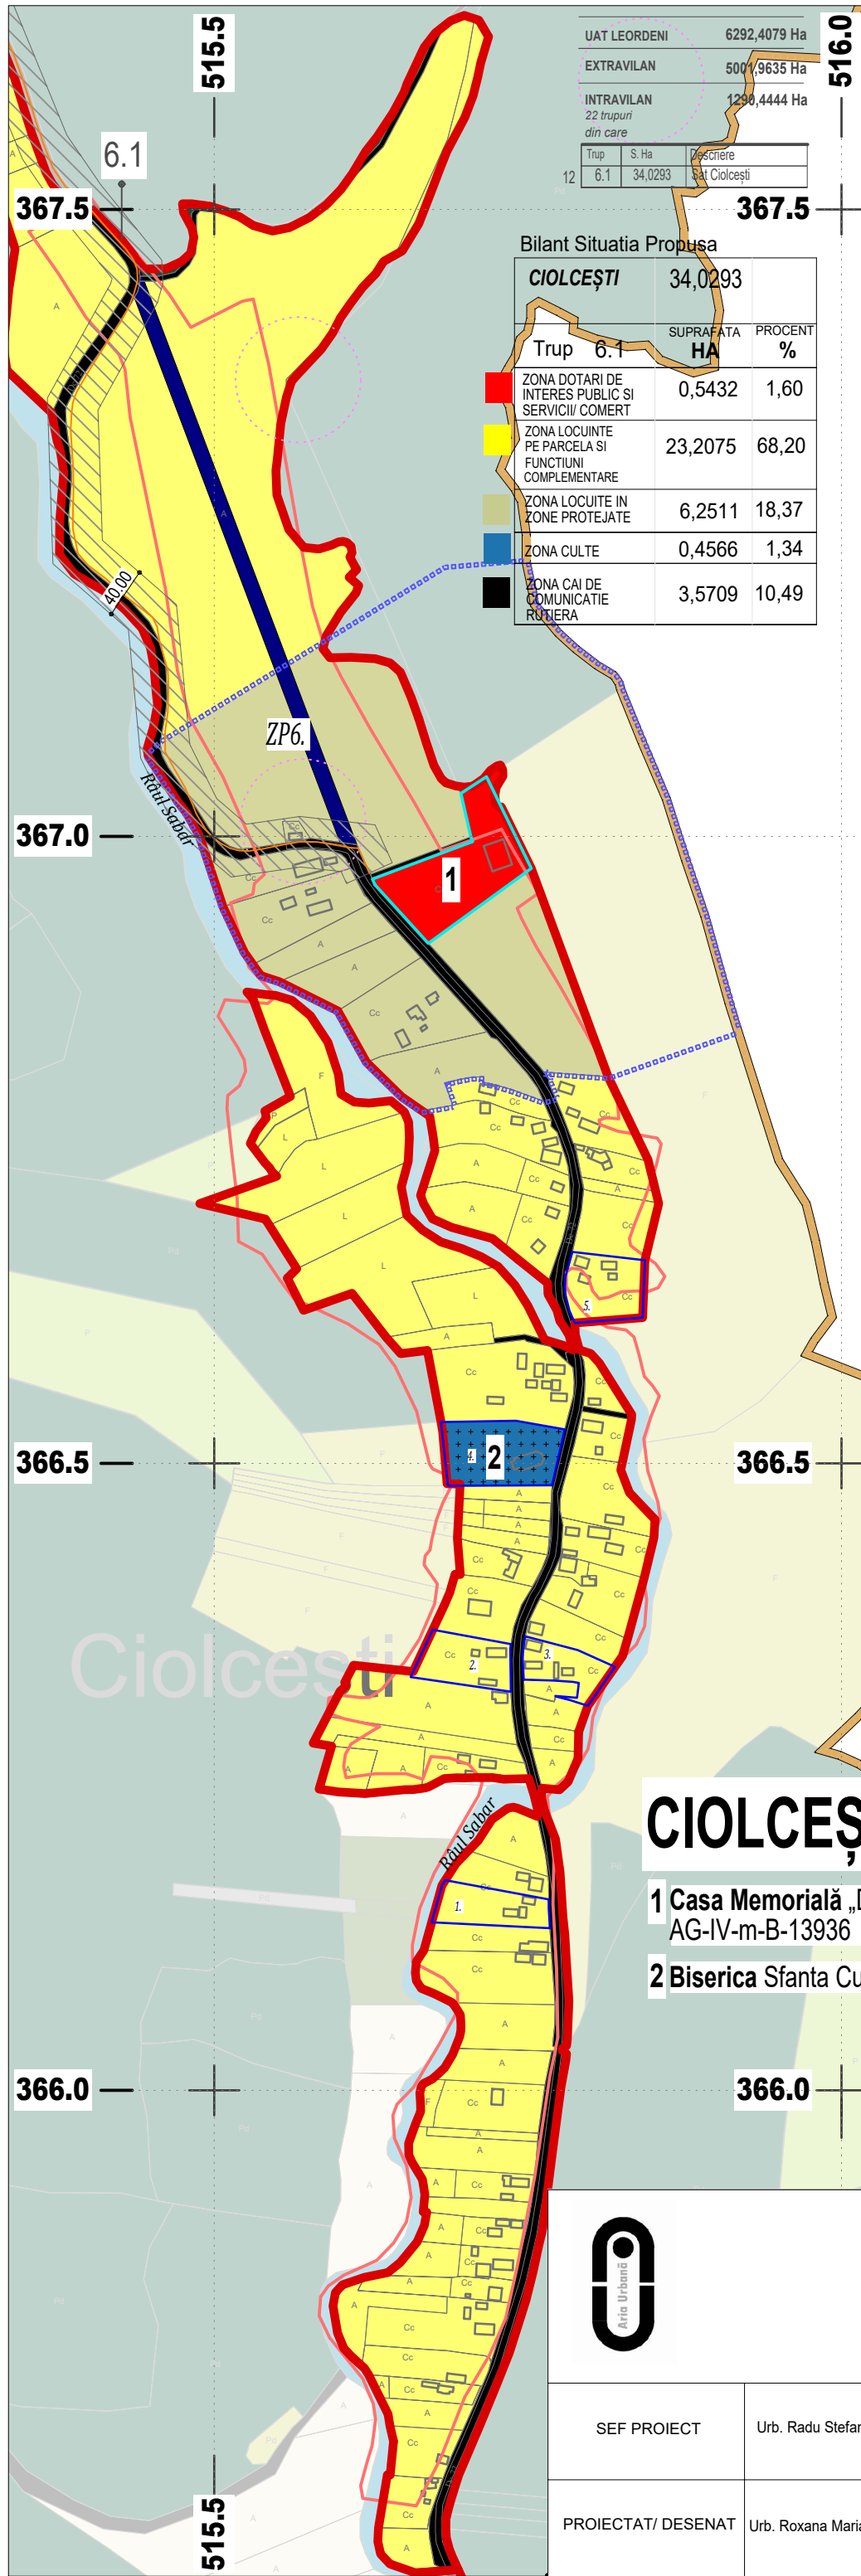 515.5
516.0
UAT LEORDENI 6292,4079 Ha
EXTRAVILAN 5001,9635 Ha
INTRAVILAN 1290,4444 Ha
22 trupuri
din care
Trup S. Ha Descriere
12 6.1 34,0293 Sat Ciolcești
6.1
367.5
367.5
Bilant Situatia Propusa
CIOLCEȘTI 34,0293
Trup 6.1 SUPRAFATA HA PROCENT %
ZONA DOTARI DE
INTERES PUBLIC SI
SERVICII/ COMERT
0,5432 1,60
ZONA LOCUINTE
PE PARCELA SI
FUNCTIUNI
COMPLEMENTARE
23,2075 68,20
ZONA LOCUITE IN
ZONE PROTEJATE
6,2511 18,37
ZONA CULTE 0,4566 1,34
ZONA CAI DE
COMUNICATIE
RUTIERA
3,5709 10,49
40.00
ZP6.
Râul Sabar
367.0
1
5.
366.5
4.
2
366.5
Ciolcesti
2.
3.
Râul Sabar
1.
CIOLCEȘ
1 Casa Memorială „D
AG-IV-m-B-13936
2 Biserica Sfanta Cu
366.0
366.0
Aria Urbană
SEF PROIECT Urb. Radu Stefan
PROIECTAT/ DESENAT Urb. Roxana Maria
515.5